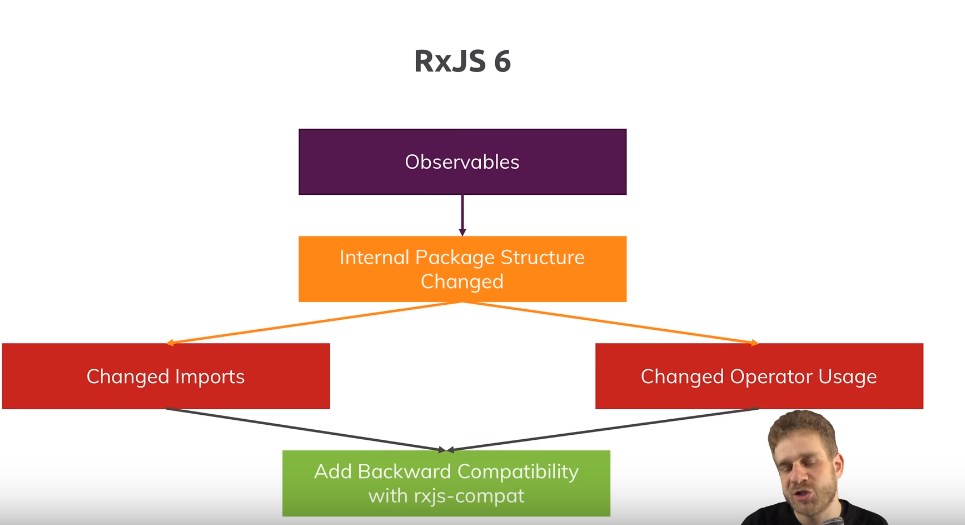 RxJS 6
Observables
Internal Package Structure
Changed
Changed Imports
Changed Operator Usage
Add Backward Compatibility
with rxjs-compat